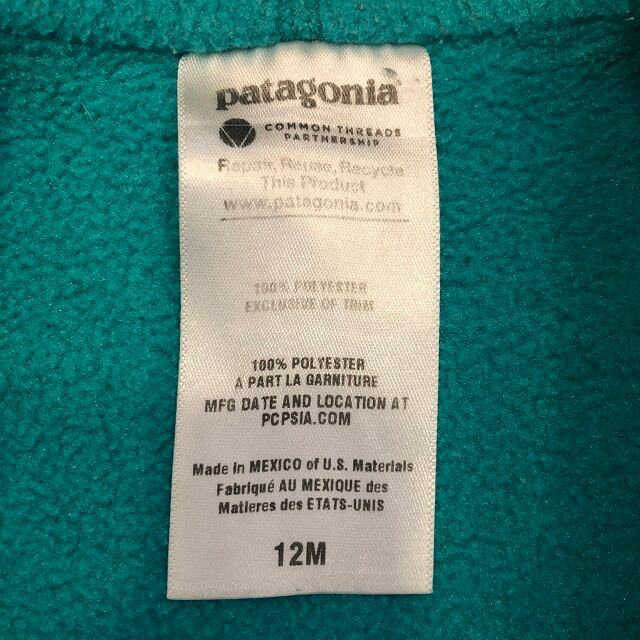 patagonia
COMMON THREADS
PARTNERSHIP
Repair, Reuse, Recycle
This Product
www.patagonia.com
100% POLYESTER
EXCLUSIVE OF TRIM
100% POLYESTER
A PART LA GARNITURE
MFG DATE AND LOCATION AT
PCPSIA.COM
Made in MEXICO of U.S. Materials
Fabriqué AU MEXIQUE des
Matieres des ETATS-UNIS
12M